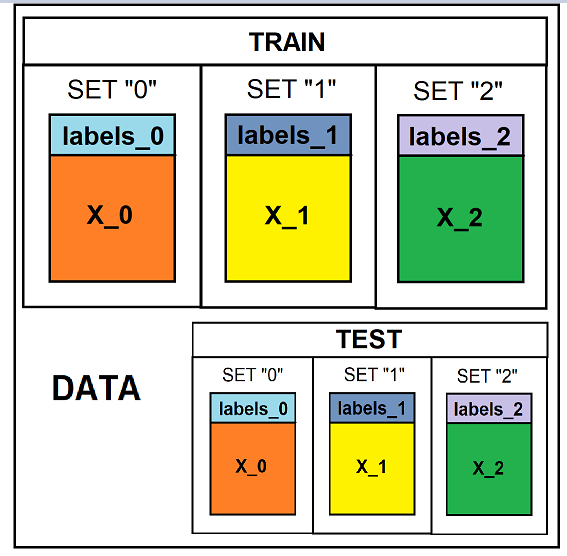 TRAIN
SET "0" SET "1" SET "2"
labels_0 labels_1 labels_2
X_0 X_1 X_2
DATA
TEST
SET "0" SET "1" SET "2"
labels_0 labels_1 labels_2
X_0 X_1 X_2